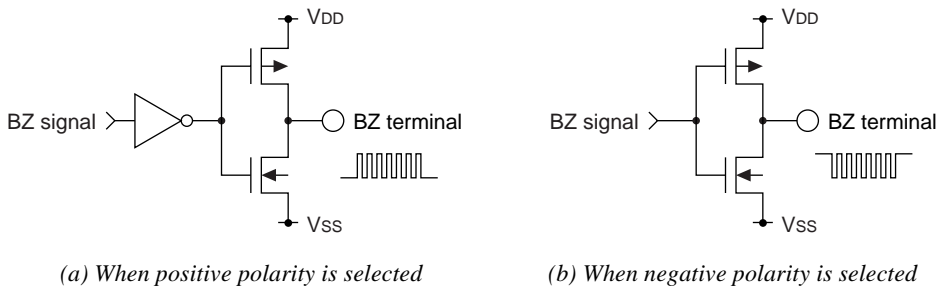 VDD
BZ signal
BZ terminal
VSS
(a) When positive polarity is selected
VDD
BZ signal
BZ terminal
VSS
(b) When negative polarity is selected